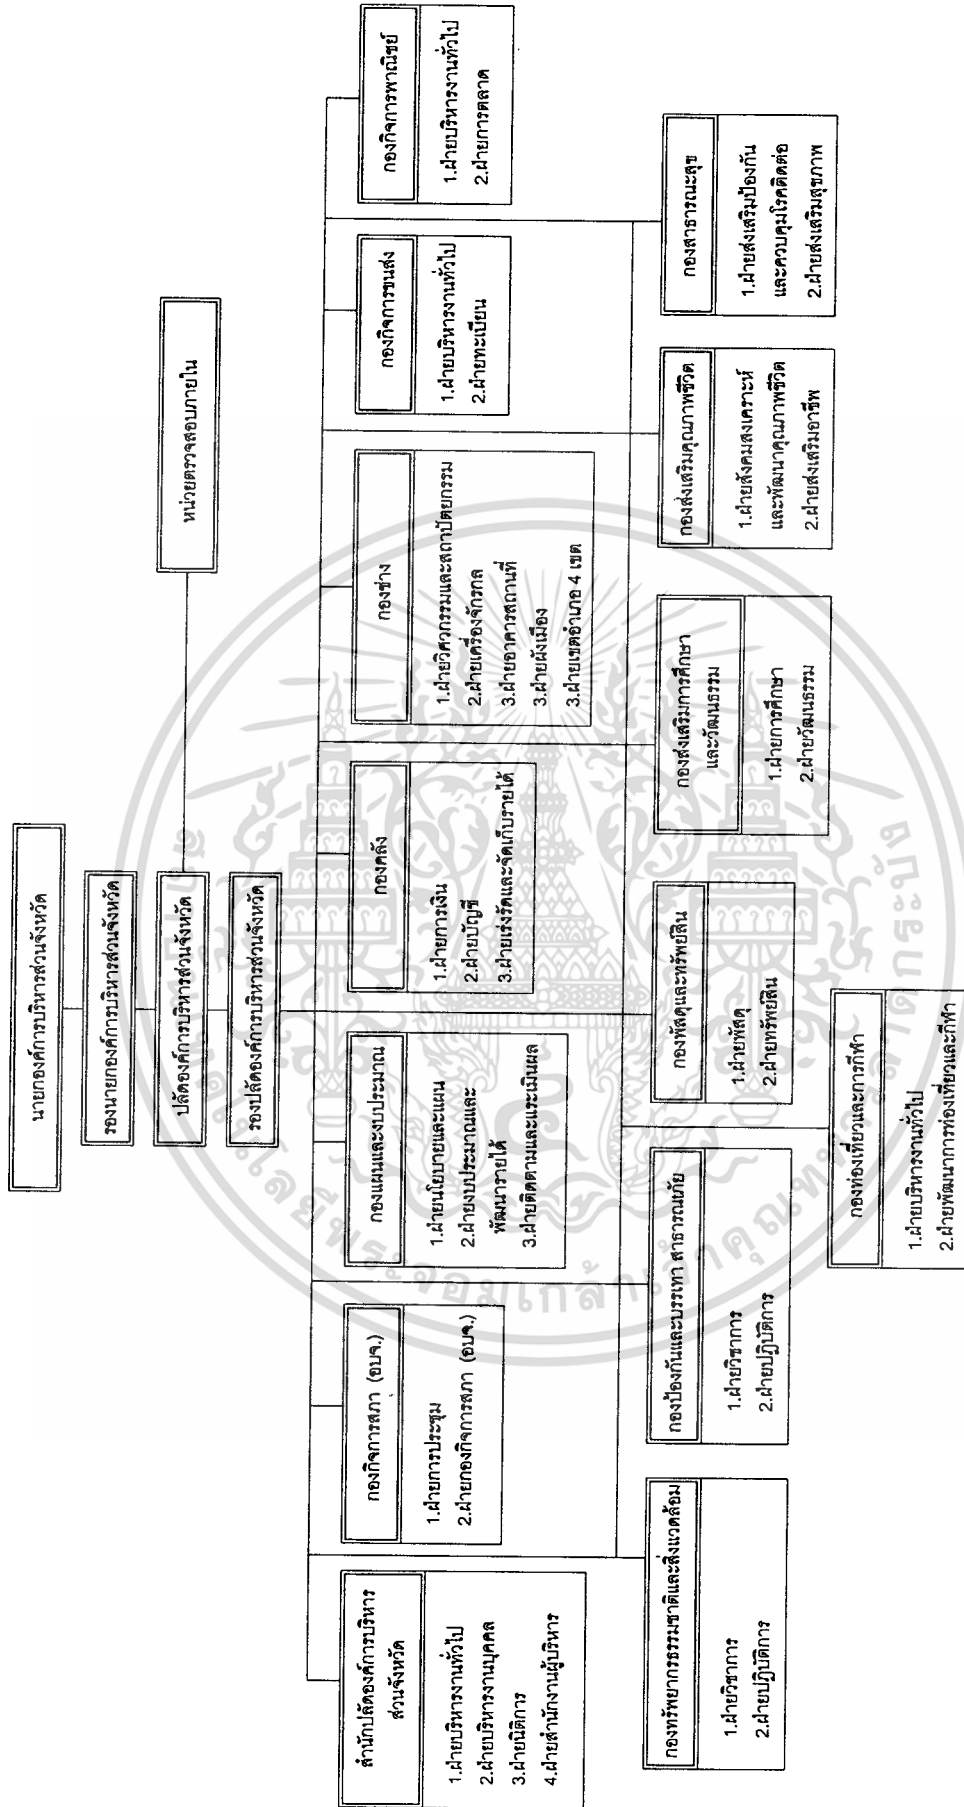 นายกองค์การบริหารส่วนจังหวัด
รองนายกองค์การบริหารส่วนจังหวัด
ปลัดองค์การบริหารส่วนจังหวัด
หน่วยตรวจสอบภายใน
รองปลัดองค์การบริหารส่วนจังหวัด
สำนักปลัดองค์การบริหาร
ส่วนจังหวัด
1.ฝ่ายบริหารงานทั่วไป
2.ฝ่ายบริหารงานบุคคล
3.ฝ่ายนิติการ
4.ฝ่ายสำนักงานผู้บริหาร
กองกิจการสภา (อบจ.)
1.ฝ่ายการประชุม
2.ฝ่ายกองกิจการสภา (อบจ.)
กองแผนและงบประมาณ
1.ฝ่ายนโยบายและแผน
2.ฝ่ายงบประมาณและ
พัฒนารายได้
3.ฝ่ายติดตามและประเมินผล
กองคลัง
1.ฝ่ายการเงิน
2.ฝ่ายบัญชี
3.ฝ่ายเร่งรัดและจัดเก็บรายได้
กองช่าง
1.ฝ่ายวิศวกรรมและสถาปัตยกรรม
2.ฝ่ายเครื่องจักรกล
3.ฝ่ายอาคารสถานที่
3.ฝ่ายผังเมือง
3.ฝ่ายเขตอำเภอ 4 เขต
กองกิจการขนส่ง
1.ฝ่ายบริหารงานทั่วไป
2.ฝ่ายทะเบียน
กองกิจการพาณิชย์
1.ฝ่ายบริหารงานทั่วไป
2.ฝ่ายการตลาด
กองทรัพยากรธรรมชาติและสิ่งแวดล้อม
1.ฝ่ายวิชาการ
2.ฝ่ายปฏิบัติการ
กองป้องกันและบรรเทา สาธารณภัย
1.ฝ่ายวิชาการ
2.ฝ่ายปฏิบัติการ
กองพัสดุและทรัพย์สิน
1.ฝ่ายพัสดุ
2.ฝ่ายทรัพย์สิน
กองส่งเสริมการศึกษา
และวัฒนธรรม
1.ฝ่ายการศึกษา
2.ฝ่ายวัฒนธรรม
กองส่งเสริมคุณภาพชีวิต
1.ฝ่ายสังคมสงเคราะห์
และพัฒนาคุณภาพชีวิต
2.ฝ่ายส่งเสริมอาชีพ
กองสาธารณะสุข
1.ฝ่ายส่งเสริมป้องกัน
และควบคุมโรคติดต่อ
2.ฝ่ายส่งเสริมสุขภาพ
กองท่องเที่ยวและการกีฬา
1.ฝ่ายบริหารงานทั่วไป
2.ฝ่ายพัฒนาการท่องเที่ยวและกีฬา